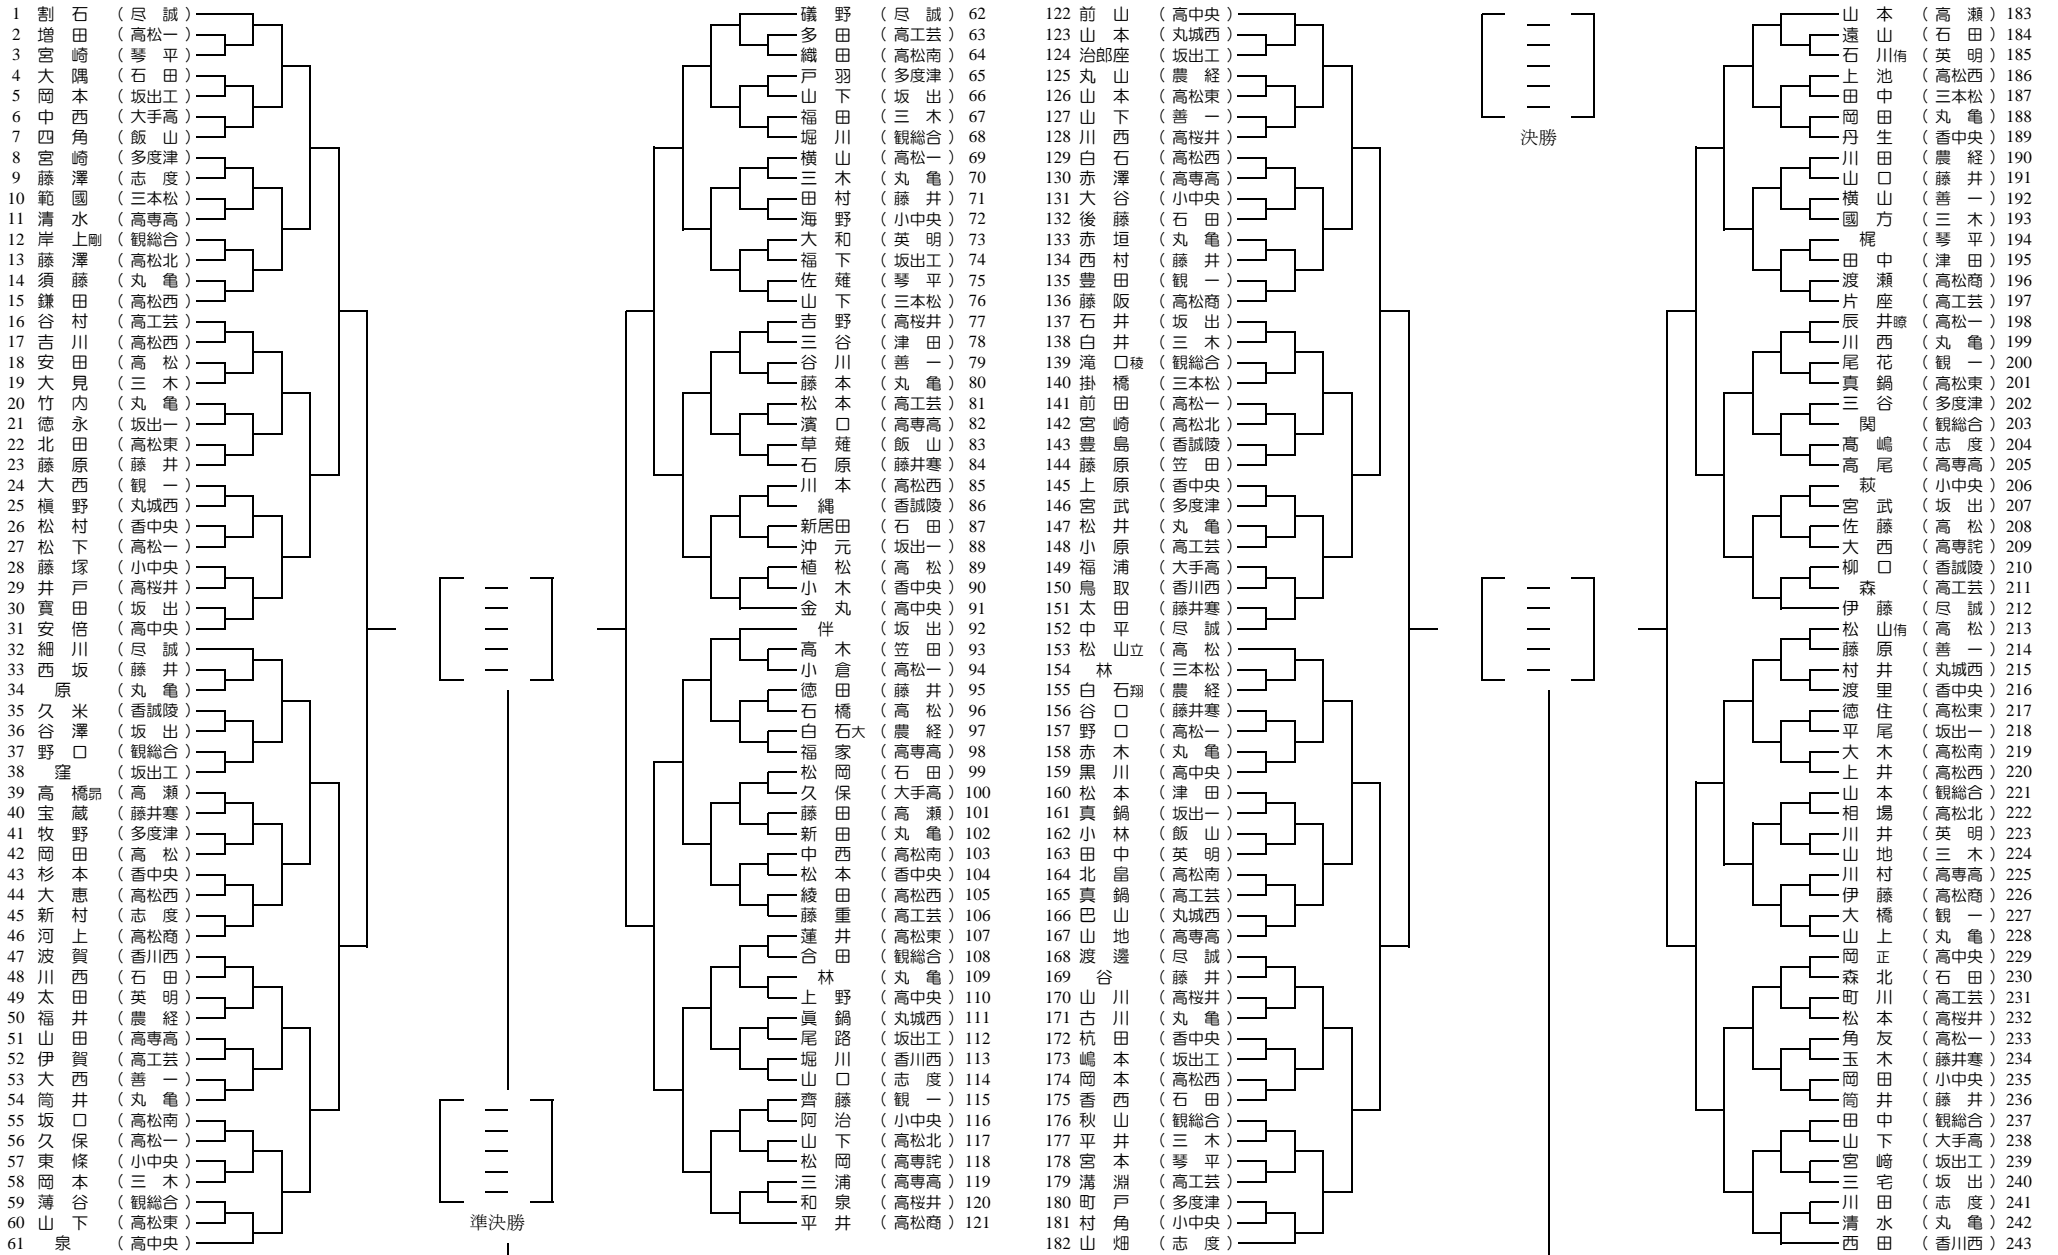 1 割石 (尽誠)
2 増田 (高松一)
3 宮崎 (琴平)
4 大隅 (石田)
5 岡本 (坂出工)
6 中西 (大手高)
7 四角 (飯山)
8 宮崎 (多度津)
9 藤澤 (志度)
10 範國 (三本松)
11 清水 (高専高)
12 岸上剛 (観総合)
13 藤澤 (高松北)
14 須藤 (丸亀)
15 鎌田 (高松西)
16 谷村 (高工芸)
17 吉川 (高松西)
18 安田 (高松)
19 大見 (三木)
20 竹内 (丸亀)
21 徳永 (坂出一)
22 北田 (高松東)
23 藤原 (藤井)
24 大西 (観一)
25 槇野 (丸城西)
26 松村 (香中央)
27 松下 (高松一)
28 藤塚 (小中央)
29 井戸 (高桜井)
30 寳田 (坂出)
31 安倍 (高中央)
32 細川 (尽誠)
33 西坂 (藤井)
34 原 (丸亀)
35 久米 (香誠陵)
36 谷澤 (坂出)
37 野口 (観総合)
38 窪 (坂出工)
39 高橋昴 (高瀬)
40 宝蔵 (藤井寒)
41 牧野 (多度津)
42 岡田 (高松)
43 杉本 (香中央)
44 大恵 (高松西)
45 新村 (志度)
46 河上 (高松商)
47 波賀 (香川西)
48 川西 (石田)
49 太田 (英明)
50 福井 (農経)
51 山田 (高専高)
52 伊賀 (高工芸)
53 大西 (善一)
54 筒井 (丸亀)
55 坂口 (高松南)
56 久保 (高松一)
57 東條 (小中央)
58 岡本 (三木)
59 薄谷 (観総合)
60 山下 (高松東)
61 泉 (高中央)
準決勝
礒野 (尽誠) 62
多田 (高工芸) 63
織田 (高松南) 64
戸羽 (多度津) 65
山下 (坂出) 66
福田 (三木) 67
堀川 (観総合) 68
横山 (高松一) 69
三木 (丸亀) 70
田村 (藤井) 71
海野 (小中央) 72
大和 (英明) 73
福下 (坂出工) 74
佐薙 (琴平) 75
山下 (三本松) 76
吉野 (高桜井) 77
三谷 (津田) 78
谷川 (善一) 79
藤本 (丸亀) 80
松本 (高工芸) 81
濱口 (高専高) 82
草薙 (飯山) 83
石原 (藤井寒) 84
川本 (高松西) 85
縄 (香誠陵) 86
新居田 (石田) 87
沖元 (坂出一) 88
植松 (高松) 89
小木 (香中央) 90
金丸 (高中央) 91
伴 (坂出) 92
高木 (笠田) 93
小倉 (高松一) 94
徳田 (藤井) 95
石橋 (高松) 96
白石大 (農経) 97
福家 (高専高) 98
松岡 (石田) 99
久保 (大手高) 100
藤田 (高瀬) 101
新田 (丸亀) 102
中西 (高松南) 103
松本 (香中央) 104
綾田 (高松西) 105
藤重 (高工芸) 106
蓮井 (高松東) 107
合田 (観総合) 108
林 (丸亀) 109
上野 (高中央) 110
眞鍋 (丸城西) 111
尾路 (坂出工) 112
堀川 (香川西) 113
山口 (志度) 114
齊藤 (観一) 115
阿治 (小中央) 116
山下 (高松北) 117
松岡 (高専詫) 118
三浦 (高専高) 119
和泉 (高桜井) 120
平井 (高松商) 121
122 前山 (高中央)
123 山本 (丸城西)
124 治郎座 (坂出工)
125 丸山 (農経)
126 山本 (高松東)
127 山下 (善一)
128 川西 (高桜井)
129 白石 (高松西)
130 赤澤 (高専高)
131 大谷 (小中央)
132 後藤 (石田)
133 赤垣 (丸亀)
134 西村 (藤井)
135 豊田 (観一)
136 藤阪 (高松商)
137 石井 (坂出)
138 白井 (三木)
139 滝口稜 (観総合)
140 掛橋 (三本松)
141 前田 (高松一)
142 宮崎 (高松北)
143 豊島 (香誠陵)
144 藤原 (笠田)
145 上原 (香中央)
146 宮武 (多度津)
147 松井 (丸亀)
148 小原 (高工芸)
149 福浦 (大手高)
150 鳥取 (香川西)
151 太田 (藤井寒)
152 中平 (尽誠)
153 松山立 (高松)
154 林 (三本松)
155 白石翔 (農経)
156 谷口 (藤井寒)
157 野口 (高松一)
158 赤木 (丸亀)
159 黒川 (高中央)
160 松本 (津田)
161 真鍋 (坂出一)
162 小林 (飯山)
163 田中 (英明)
164 北畠 (高松南)
165 真鍋 (高工芸)
166 巴山 (丸城西)
167 山地 (高専高)
168 渡邊 (尽誠)
169 谷 (藤井)
170 山川 (高桜井)
171 古川 (丸亀)
172 杭田 (香中央)
173 嶋本 (坂出工)
174 岡本 (高松西)
175 香西 (石田)
176 秋山 (観総合)
177 平井 (三木)
178 宮本 (琴平)
179 溝淵 (高工芸)
180 町戸 (多度津)
181 村角 (小中央)
182 山畑 (志度)
決勝
山本 (高瀬) 183
遠山 (石田) 184
石川侑 (英明) 185
上池 (高松西) 186
田中 (三本松) 187
岡田 (丸亀) 188
丹生 (香中央) 189
川田 (農経) 190
山口 (藤井) 191
横山 (善一) 192
國方 (三木) 193
梶 (琴平) 194
田中 (津田) 195
渡瀬 (高松商) 196
片座 (高工芸) 197
辰井瞭 (高松一) 198
川西 (丸亀) 199
尾花 (観一) 200
真鍋 (高松東) 201
三谷 (多度津) 202
関 (観総合) 203
髙嶋 (志度) 204
高尾 (高専高) 205
萩 (小中央) 206
宮武 (坂出) 207
佐藤 (高松) 208
大西 (高専詫) 209
柳口 (香誠陵) 210
森 (高工芸) 211
伊藤 (尽誠) 212
松山侑 (高松) 213
藤原 (善一) 214
村井 (丸城西) 215
渡里 (香中央) 216
徳住 (高松東) 217
平尾 (坂出一) 218
大木 (高松南) 219
上井 (高松西) 220
山本 (観総合) 221
相場 (高松北) 222
川井 (英明) 223
山地 (三木) 224
川村 (高専高) 225
伊藤 (高松商) 226
大橋 (観一) 227
山上 (丸亀) 228
岡正 (高中央) 229
森北 (石田) 230
町川 (高工芸) 231
松本 (高桜井) 232
角友 (高松一) 233
玉木 (藤井寒) 234
岡田 (小中央) 235
筒井 (藤井) 236
田中 (観総合) 237
山下 (大手高) 238
宮﨑 (坂出工) 239
三宅 (坂出) 240
川田 (志度) 241
清水 (丸亀) 242
西田 (香川西) 243